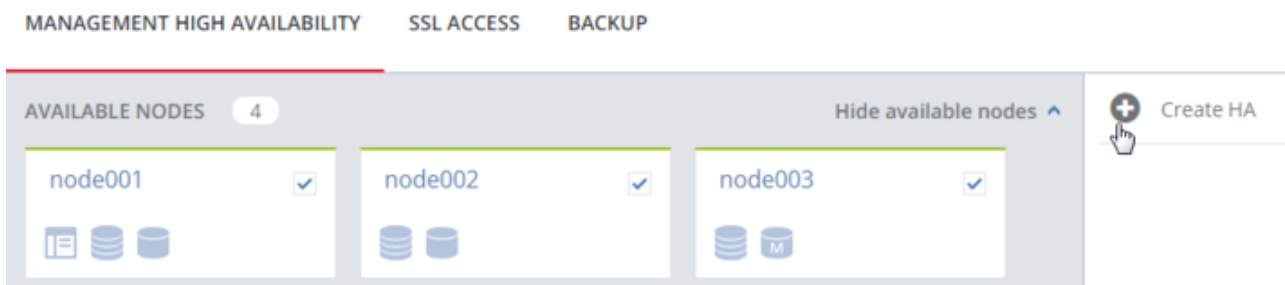 MANAGEMENT HIGH AVAILABILITY SSL ACCESS BACKUP
AVAILABLE NODES 4 Hide available nodes Create HA
node001 node002 node003
M